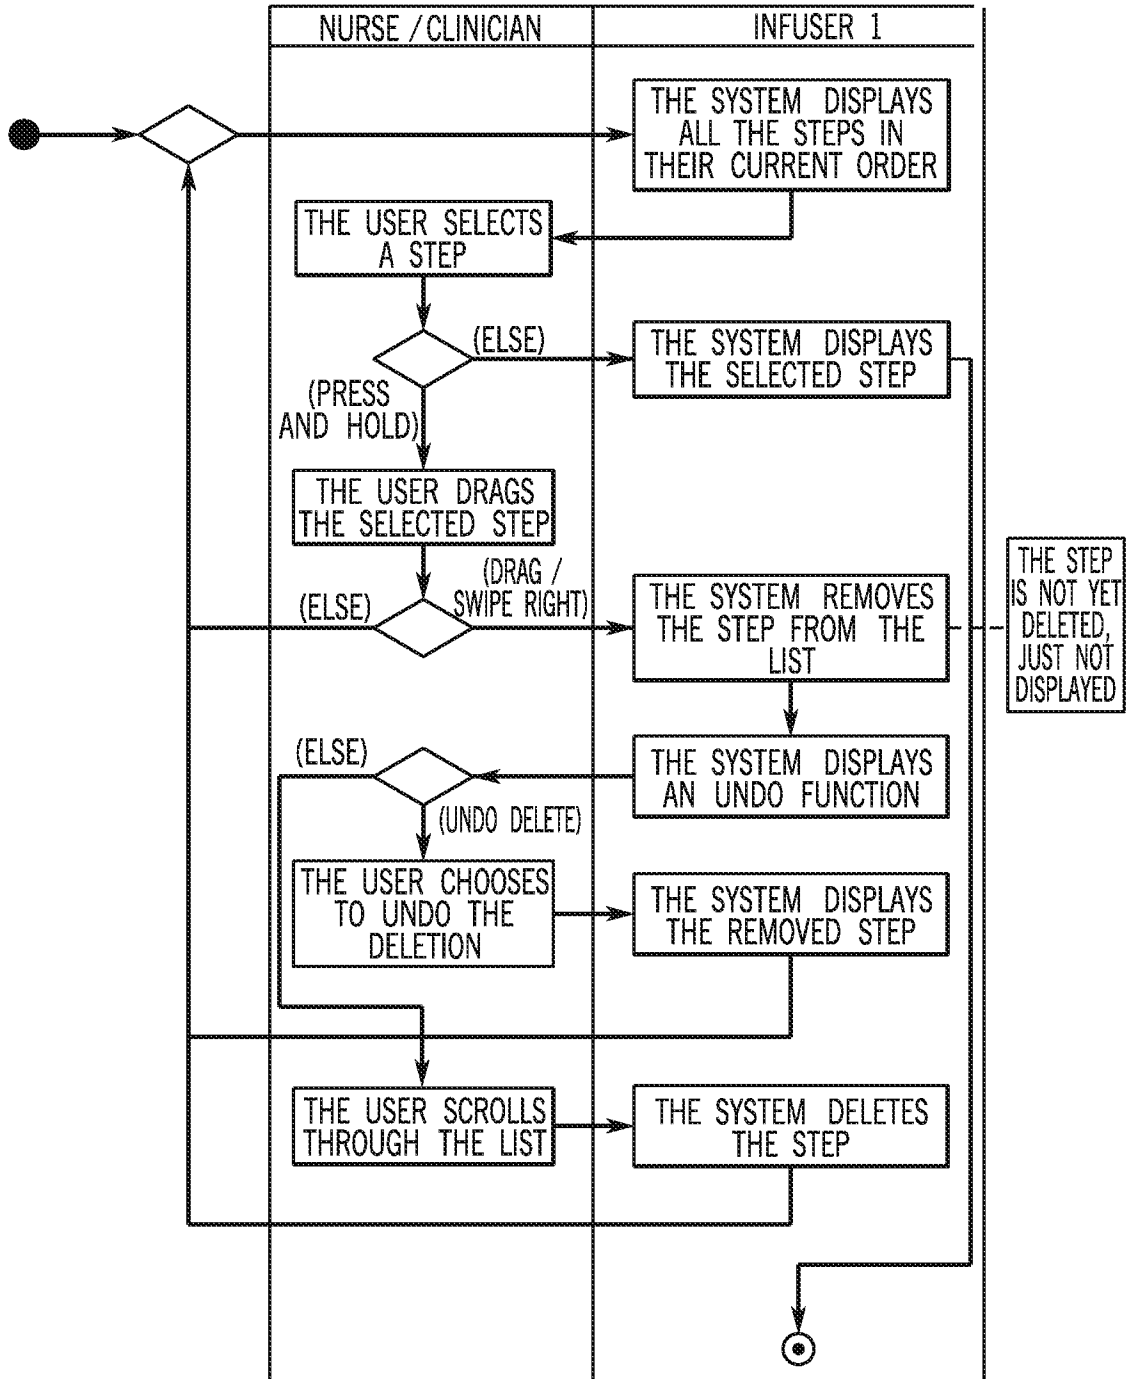 NURSE / CLINICIAN
INFUSER 1
THE SYSTEM DISPLAYS
ALL THE STEPS IN
THEIR CURRENT ORDER
THE USER SELECTS
A STEP
(ELSE)
THE SYSTEM DISPLAYS
THE SELECTED STEP
(PRESS
AND HOLD)
THE USER DRAGS
THE SELECTED STEP
(DRAG /
SWIPE RIGHT)
(ELSE)
THE SYSTEM REMOVES
THE STEP FROM THE
LIST
THE STEP
IS NOT YET
DELETED,
JUST NOT
DISPLAYED
(ELSE)
THE SYSTEM DISPLAYS
AN UNDO FUNCTION
(UNDO DELETE)
THE USER CHOOSES
TO UNDO THE
DELETION
THE SYSTEM DISPLAYS
THE REMOVED STEP
THE USER SCROLLS
THROUGH THE LIST
THE SYSTEM DELETES
THE STEP